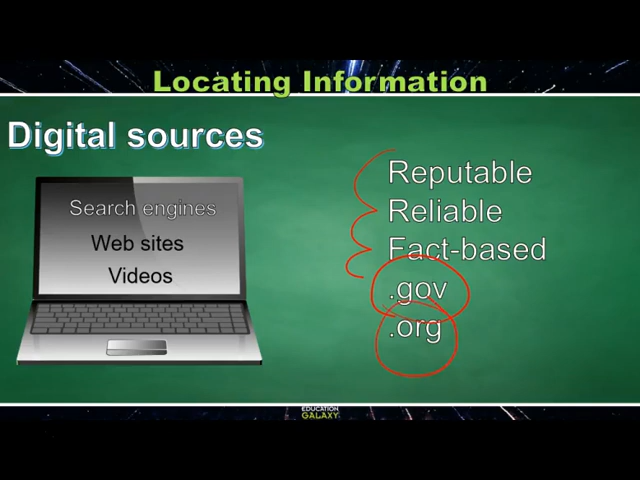 Locating Information
Digital sources
Search engines
Web sites
Videos
Reputable
Reliable
Fact-based
.gov
.org
EDUCATION
GALAXY